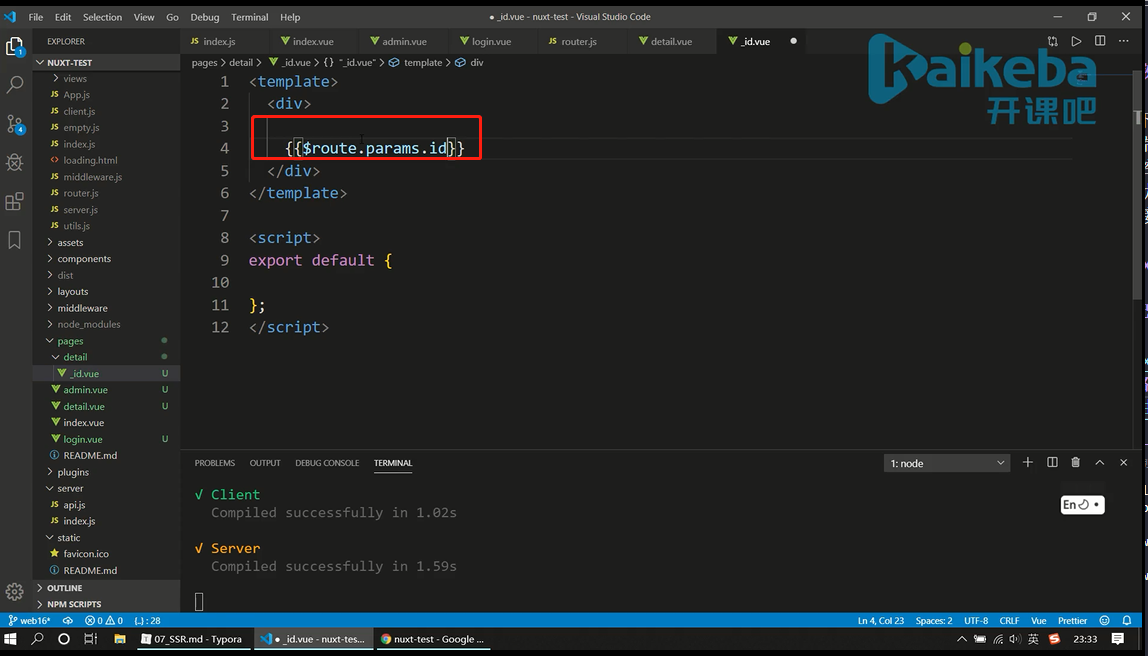 File Edit Selection View Go Debug Terminal Help
● _id.vue - nuxt-test - Visual Studio Code
EXPLORER
index.js
index.vue
admin.vue
login.vue
router.js
detail.vue
_id.vue
NUXT-TEST
views
App.js
client.js
empty.js
index.js
loading.html
middleware.js
router.js
server.js
utils.js
assets
components
dist
layouts
middleware
node_modules
pages
detail
_id.vue U
admin.vue U
detail.vue U
index.vue
login.vue U
README.md
plugins
server
api.js
index.js
static
favicon.ico
README.md
OUTLINE
NPM SCRIPTS
pages > detail > _id.vue > {} "_id.vue" > template > div
Kaikeba
开课吧
1 <template>
2 <div>
3
4 {{$route.params.id}}
5 </div>
6 </template>
7
8 <script>
9 export default {
10
11 };
12 </script>
PROBLEMS OUTPUT DEBUG CONSOLE TERMINAL
1: node
√ Client
Compiled successfully in 1.02s
√ Server
Compiled successfully in 1.59s
En
web16* 0 0 {..} : 28
Ln 4, Col 23 Spaces: 2 UTF-8 CRLF Vue Prettier
07_SSR.md - Typora
● _id.vue - nuxt-tes...
nuxt-test - Google ...
英
23:33